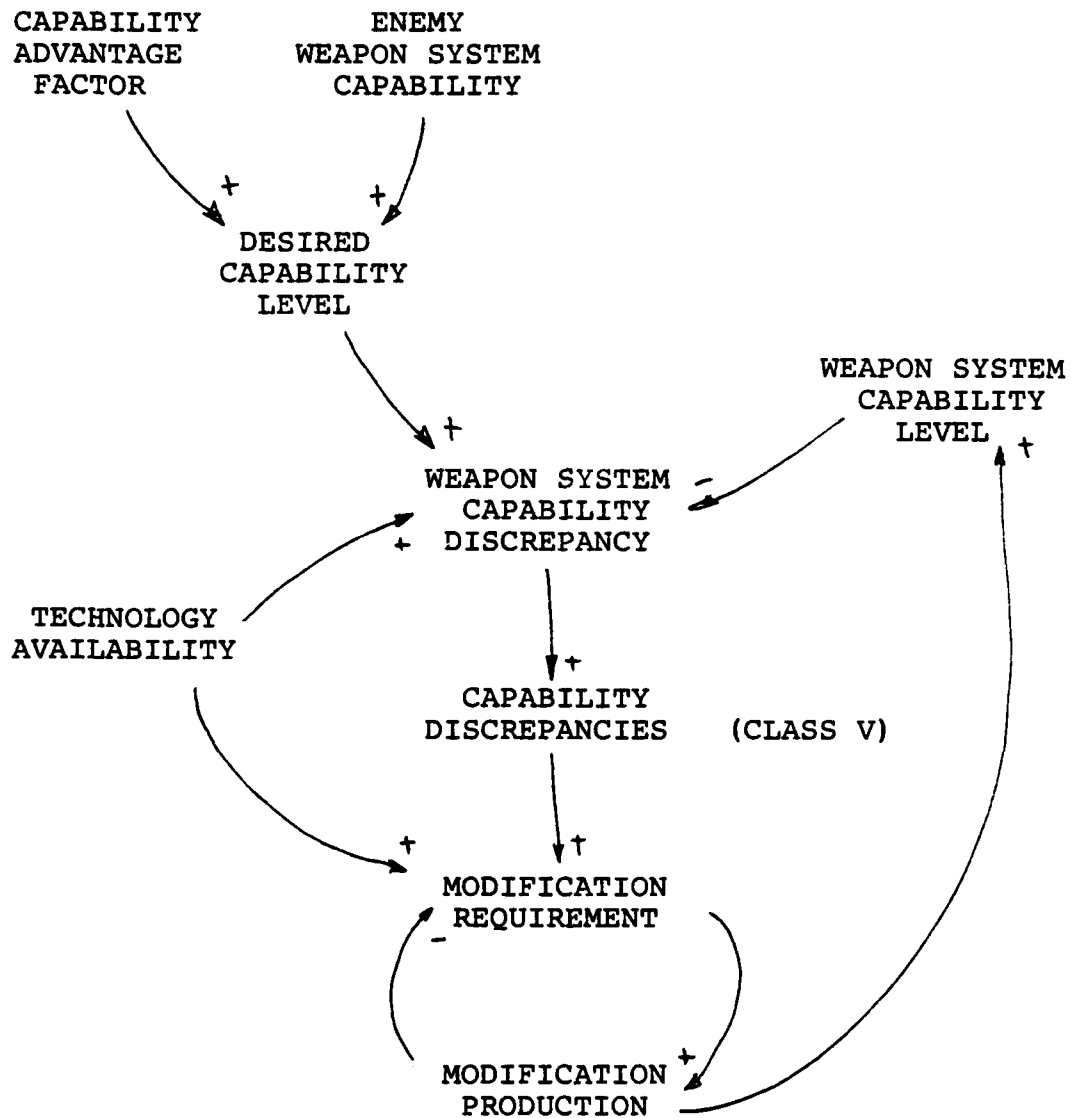 CAPABILITY
ADVANTAGE
FACTOR
ENEMY
WEAPON SYSTEM
CAPABILITY
+
+
DESIRED
CAPABILITY
LEVEL
WEAPON SYSTEM
CAPABILITY
LEVEL
+
+
WEAPON SYSTEM
CAPABILITY
DISCREPANCY
-
+
TECHNOLOGY
AVAILABILITY
+
CAPABILITY
DISCREPANCIES (CLASS V)
+
+
MODIFICATION
REQUIREMENT
-
+
MODIFICATION
PRODUCTION